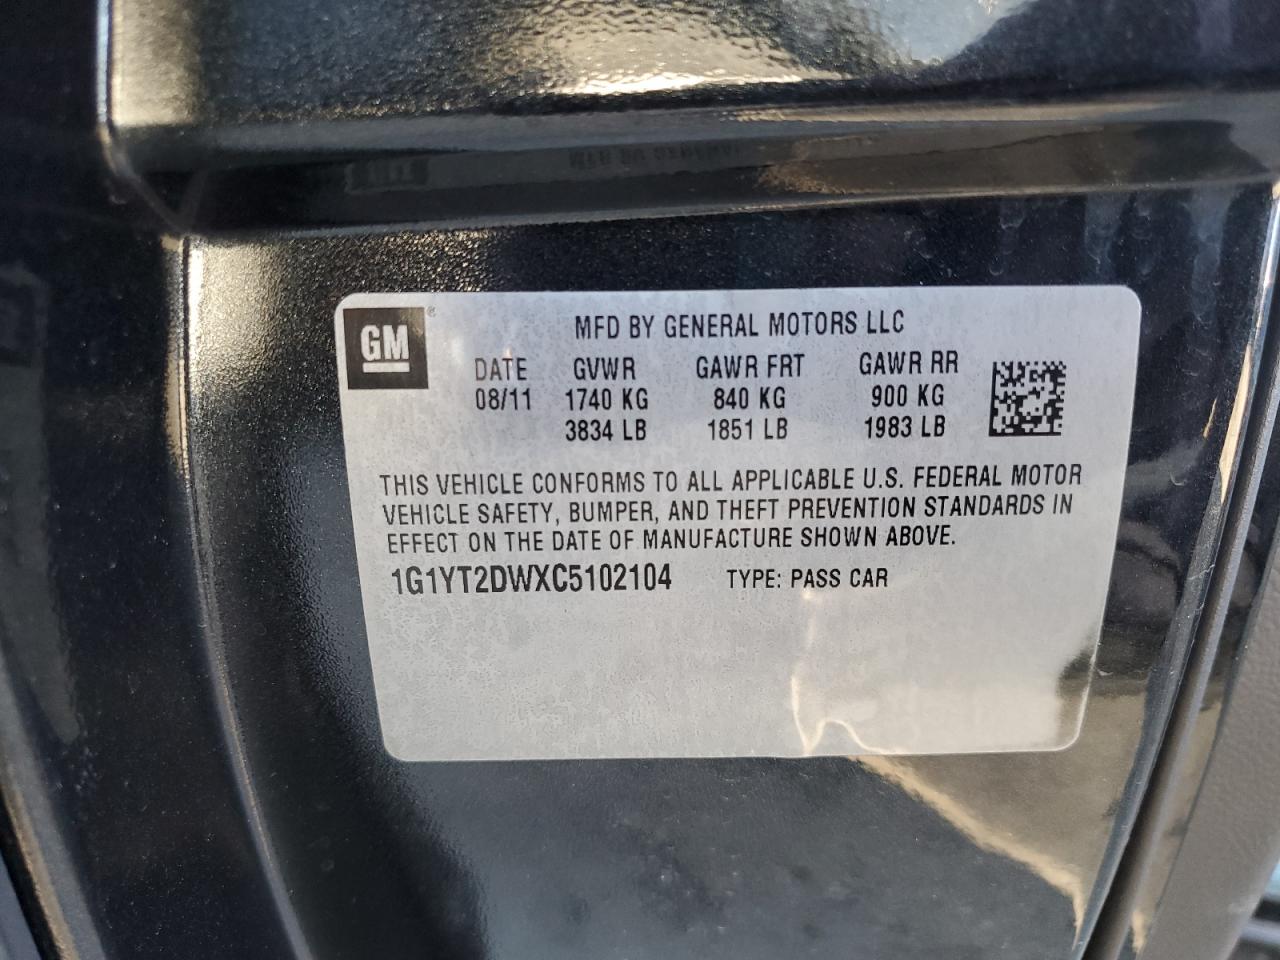 GM®
MFD BY GENERAL MOTORS LLC
DATE GVWR GAWR FRT GAWR RR
08/11 1740 KG 840 KG 900 KG
3834 LB 1851 LB 1983 LB
THIS VEHICLE CONFORMS TO ALL APPLICABLE U.S. FEDERAL MOTOR
VEHICLE SAFETY, BUMPER, AND THEFT PREVENTION STANDARDS IN
EFFECT ON THE DATE OF MANUFACTURE SHOWN ABOVE.
1G1YT2DWXC5102104 TYPE: PASS CAR